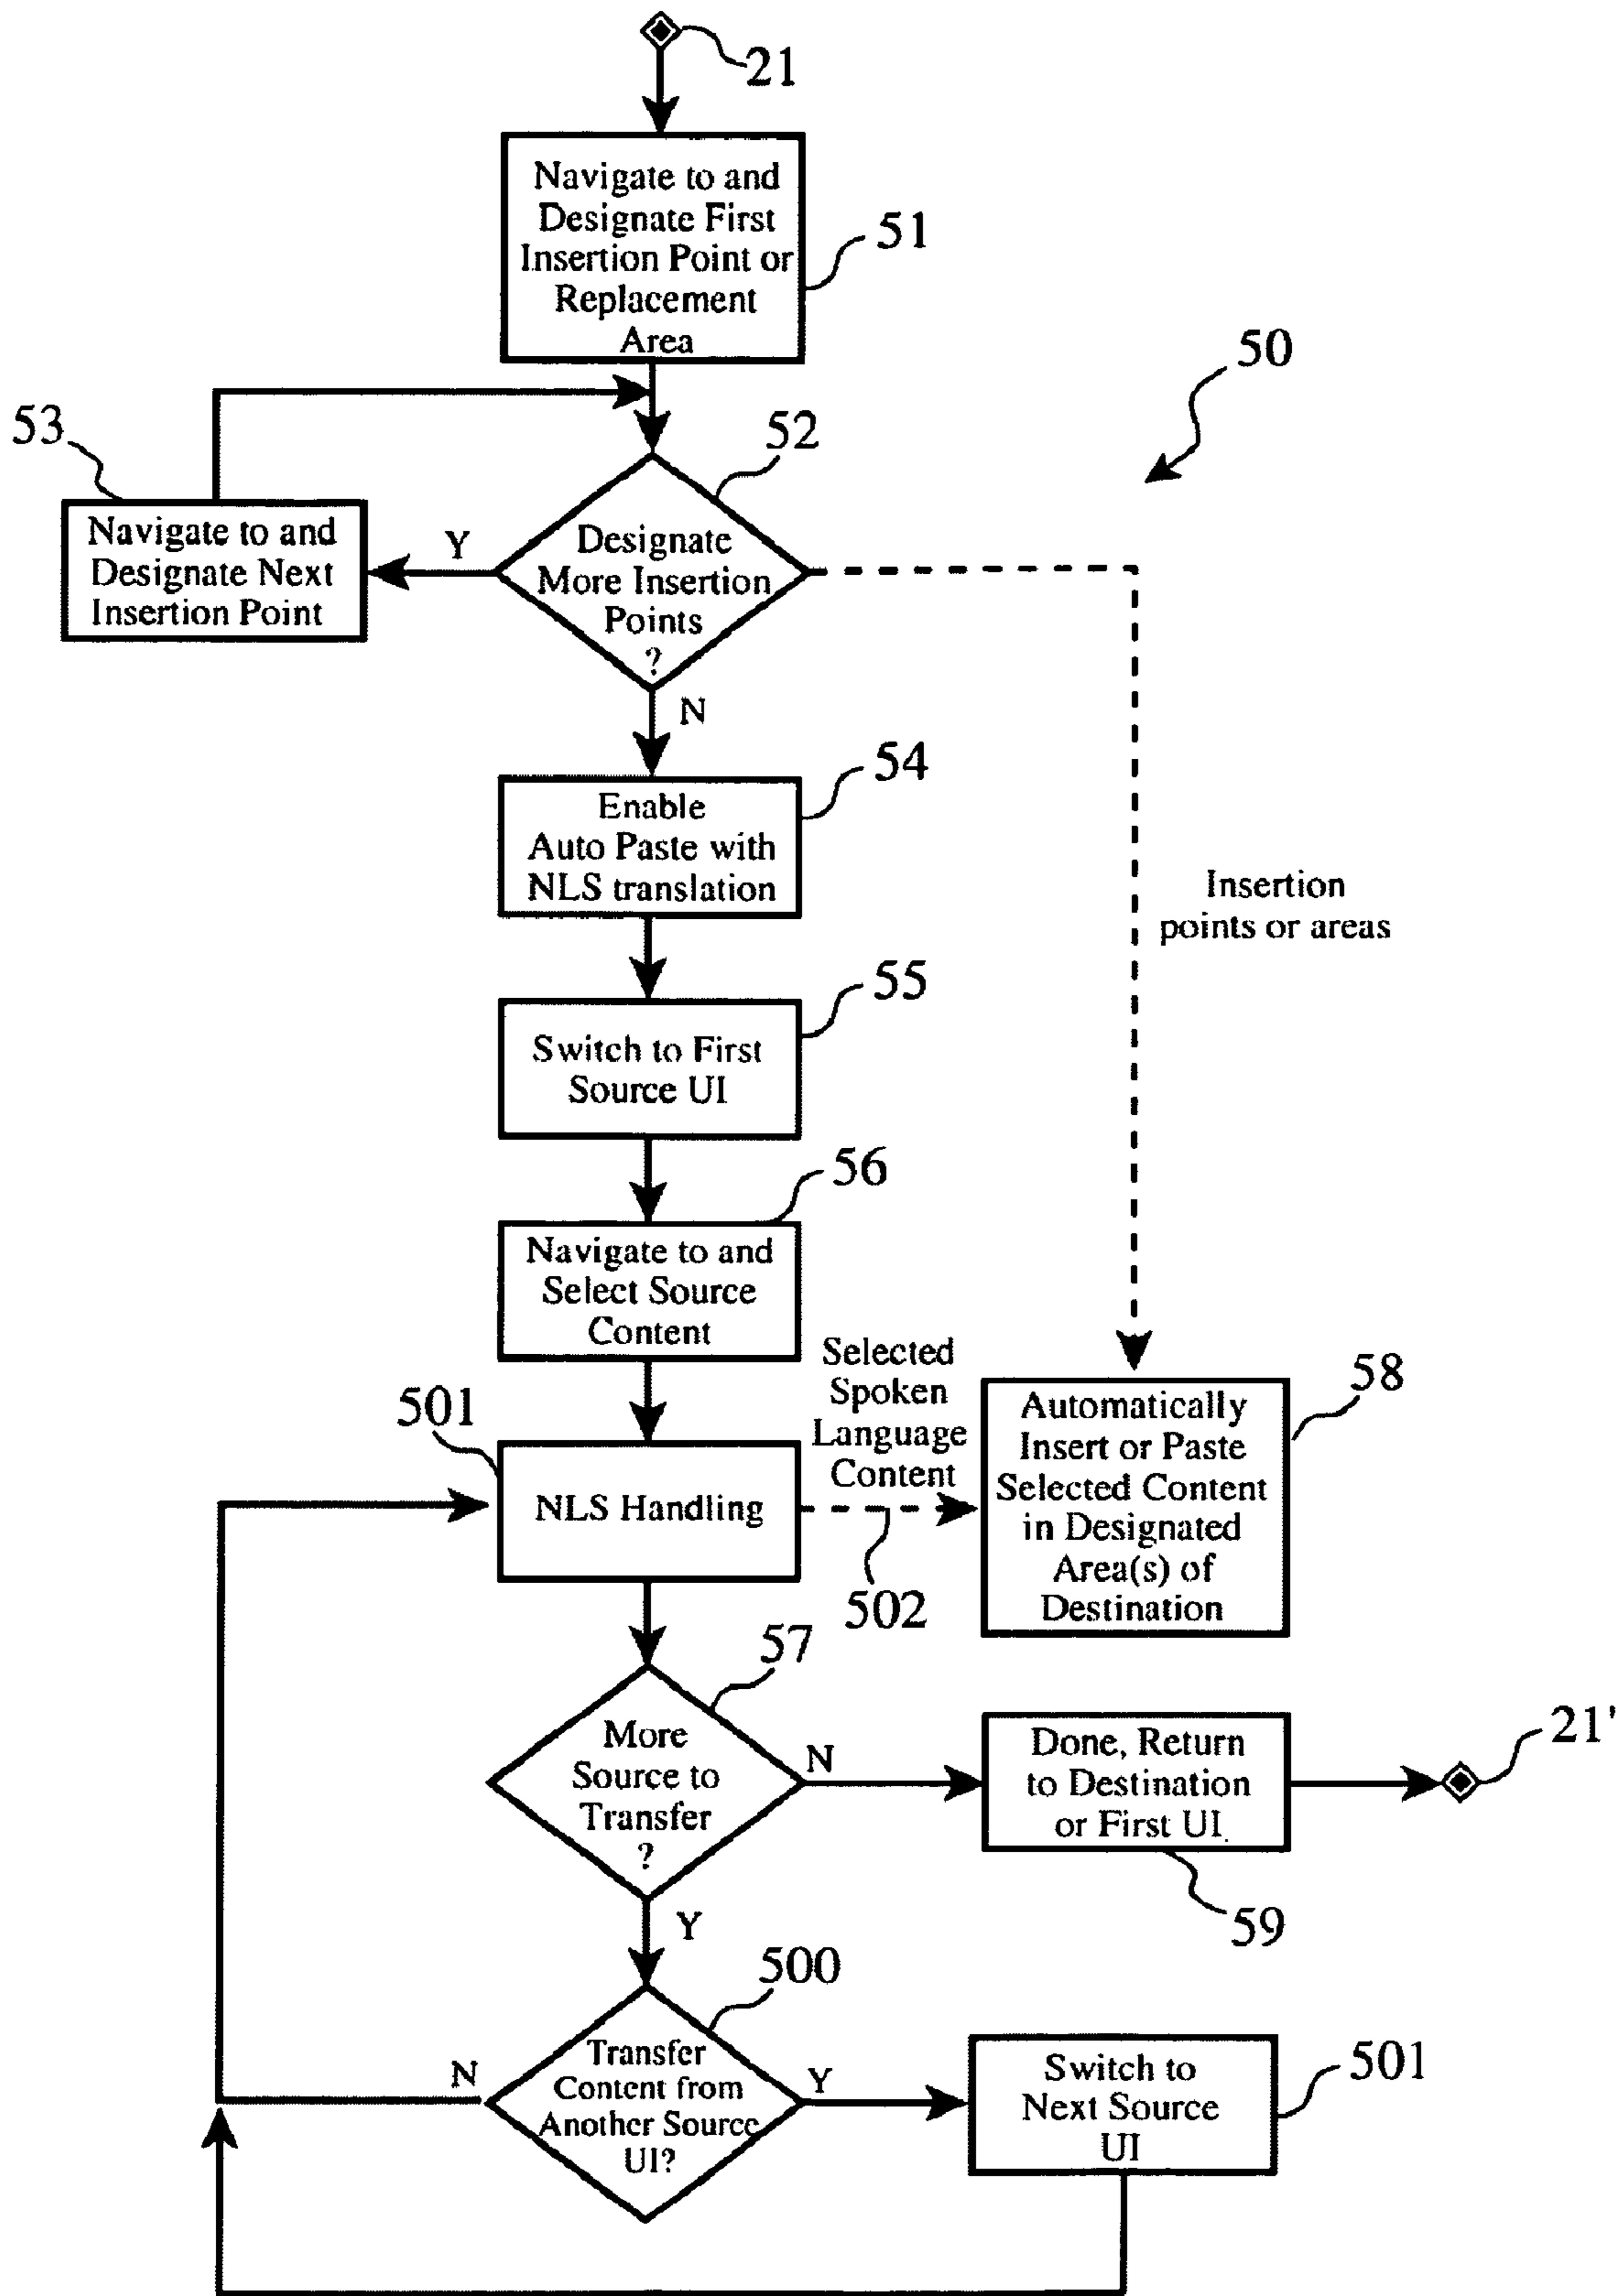 21
Navigate to and
Designate First
Insertion Point or
Replacement
Area
51
50
53
52
Navigate to and
Designate Next
Insertion Point
Y
Designate
More Insertion
Points
?
N
54
Enable
Auto Paste with
NLS translation
Insertion
points or areas
55
Switch to First
Source UI
56
Navigate to and
Select Source
Content
Selected
Spoken
Language
Content
58
501
NLS Handling
502
Automatically
Insert or Paste
Selected Content
in Designated
Area(s) of
Destination
57
More
Source to
Transfer
?
N
Done, Return
to Destination
or First UI.
21'
59
Y
500
Transfer
Content from
Another Source
UI?
N
Y
Switch to
Next Source
UI
501